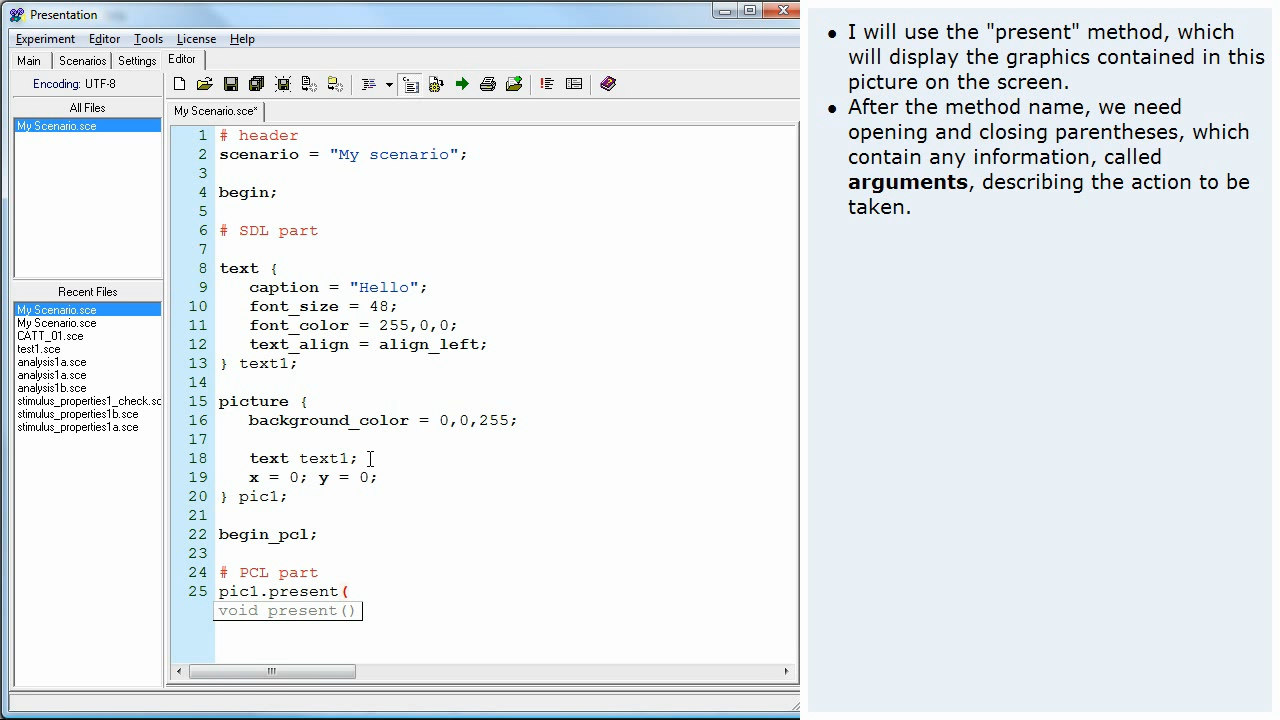 Presentation
Experiment Editor Tools License Help
Main Scenarios Settings Editor
Encoding: UTF-8
All Files
My Scenario.sce
Recent Files
My Scenario.sce
My Scenario.sce
CATT_01.sce
test1.sce
analysis1a.sce
analysis1a.sce
analysis1b.sce
stimulus_properties1_check.sc
stimulus_properties1b.sce
stimulus_properties1a.sce
My Scenario.sce*
1 # header
2 scenario = "My scenario";
3
4 begin;
5
6 # SDL part
7
8 text {
9 caption = "Hello";
10 font_size = 48;
11 font_color = 255,0,0;
12 text_align = align_left;
13 } text1;
14
15 picture {
16 background_color = 0,0,255;
17
18 text text1;
19 x = 0; y = 0;
20 } pic1;
21
22 begin_pcl;
23
24 # PCL part
25 pic1.present(
void present()
• I will use the "present" method, which
will display the graphics contained in this
picture on the screen.
• After the method name, we need
opening and closing parentheses, which
contain any information, called
arguments, describing the action to be
taken.